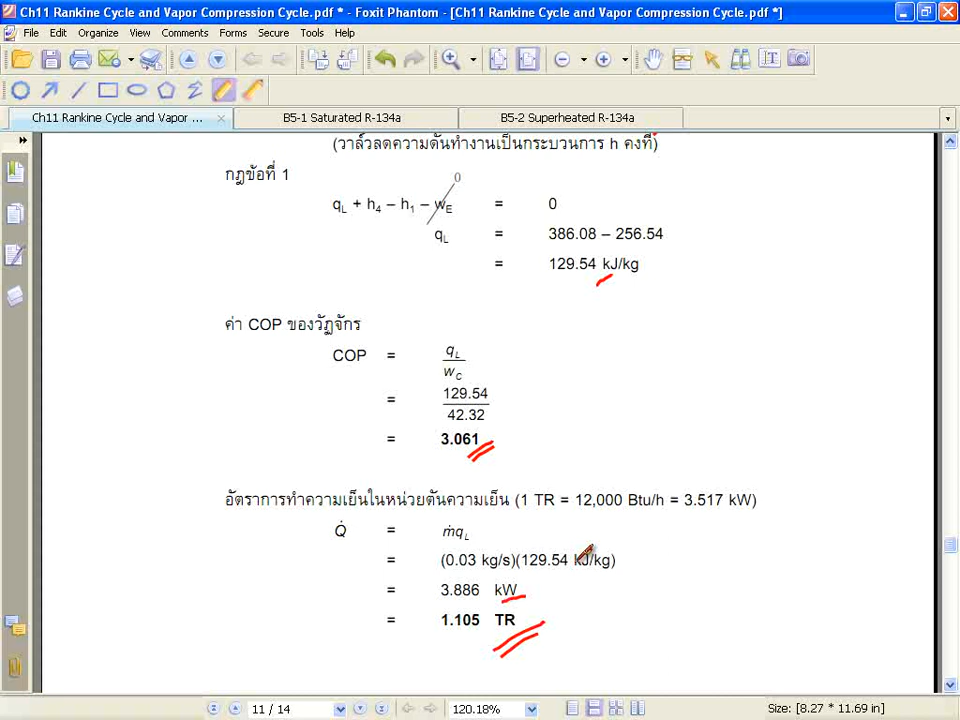 Ch11 Rankine Cycle and Vapor Compression Cycle.pdf * - Foxit Phantom - [Ch11 Rankine Cycle and Vapor Compression Cycle.pdf *]
File Edit Organize View Comments Forms Secure Tools Help
Ch11 Rankine Cycle and Vapor ... B5-1 Saturated R-134a B5-2 Superheated R-134a
(วาล์วลดความดันทำงานเป็นกระบวนการ h คงที่)
กฎข้อที่ 1
0
qL + h4 – h1 – wE = 0
qL = 386.08 – 256.54
= 129.54 kJ/kg
ค่า COP ของวัฏจักร
COP = qL / wC
= 129.54 / 42.32
= 3.061
อัตราการทำความเย็นในหน่วยตันความเย็น (1 TR = 12,000 Btu/h = 3.517 kW)
Q̇ = ṁqL
= (0.03 kg/s)(129.54 kJ/kg)
= 3.886 kW
= 1.105 TR
11 / 14 120.18% Size: [8.27 * 11.69 in]